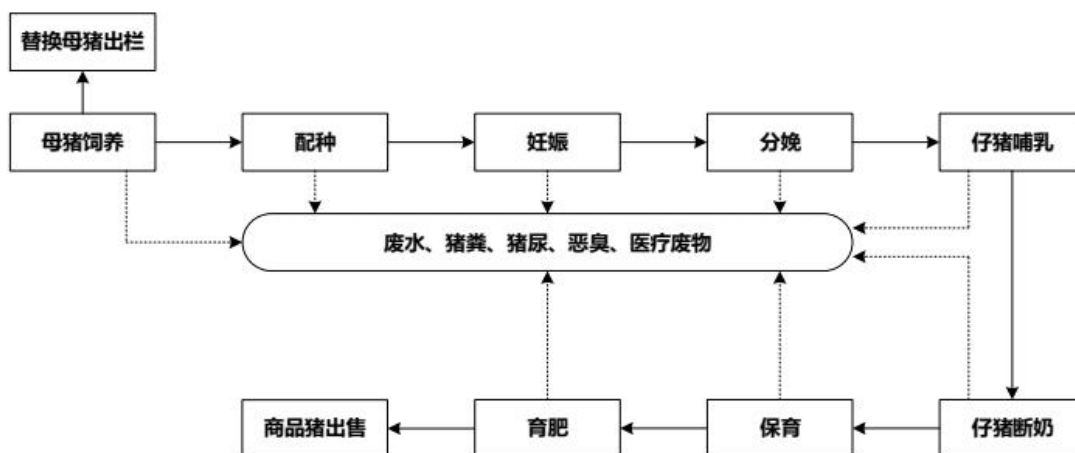 替换母猪出栏
母猪饲养
配种
妊娠
分娩
仔猪哺乳
废水、猪粪、猪尿、恶臭、医疗废物
商品猪出售
育肥
保育
仔猪断奶